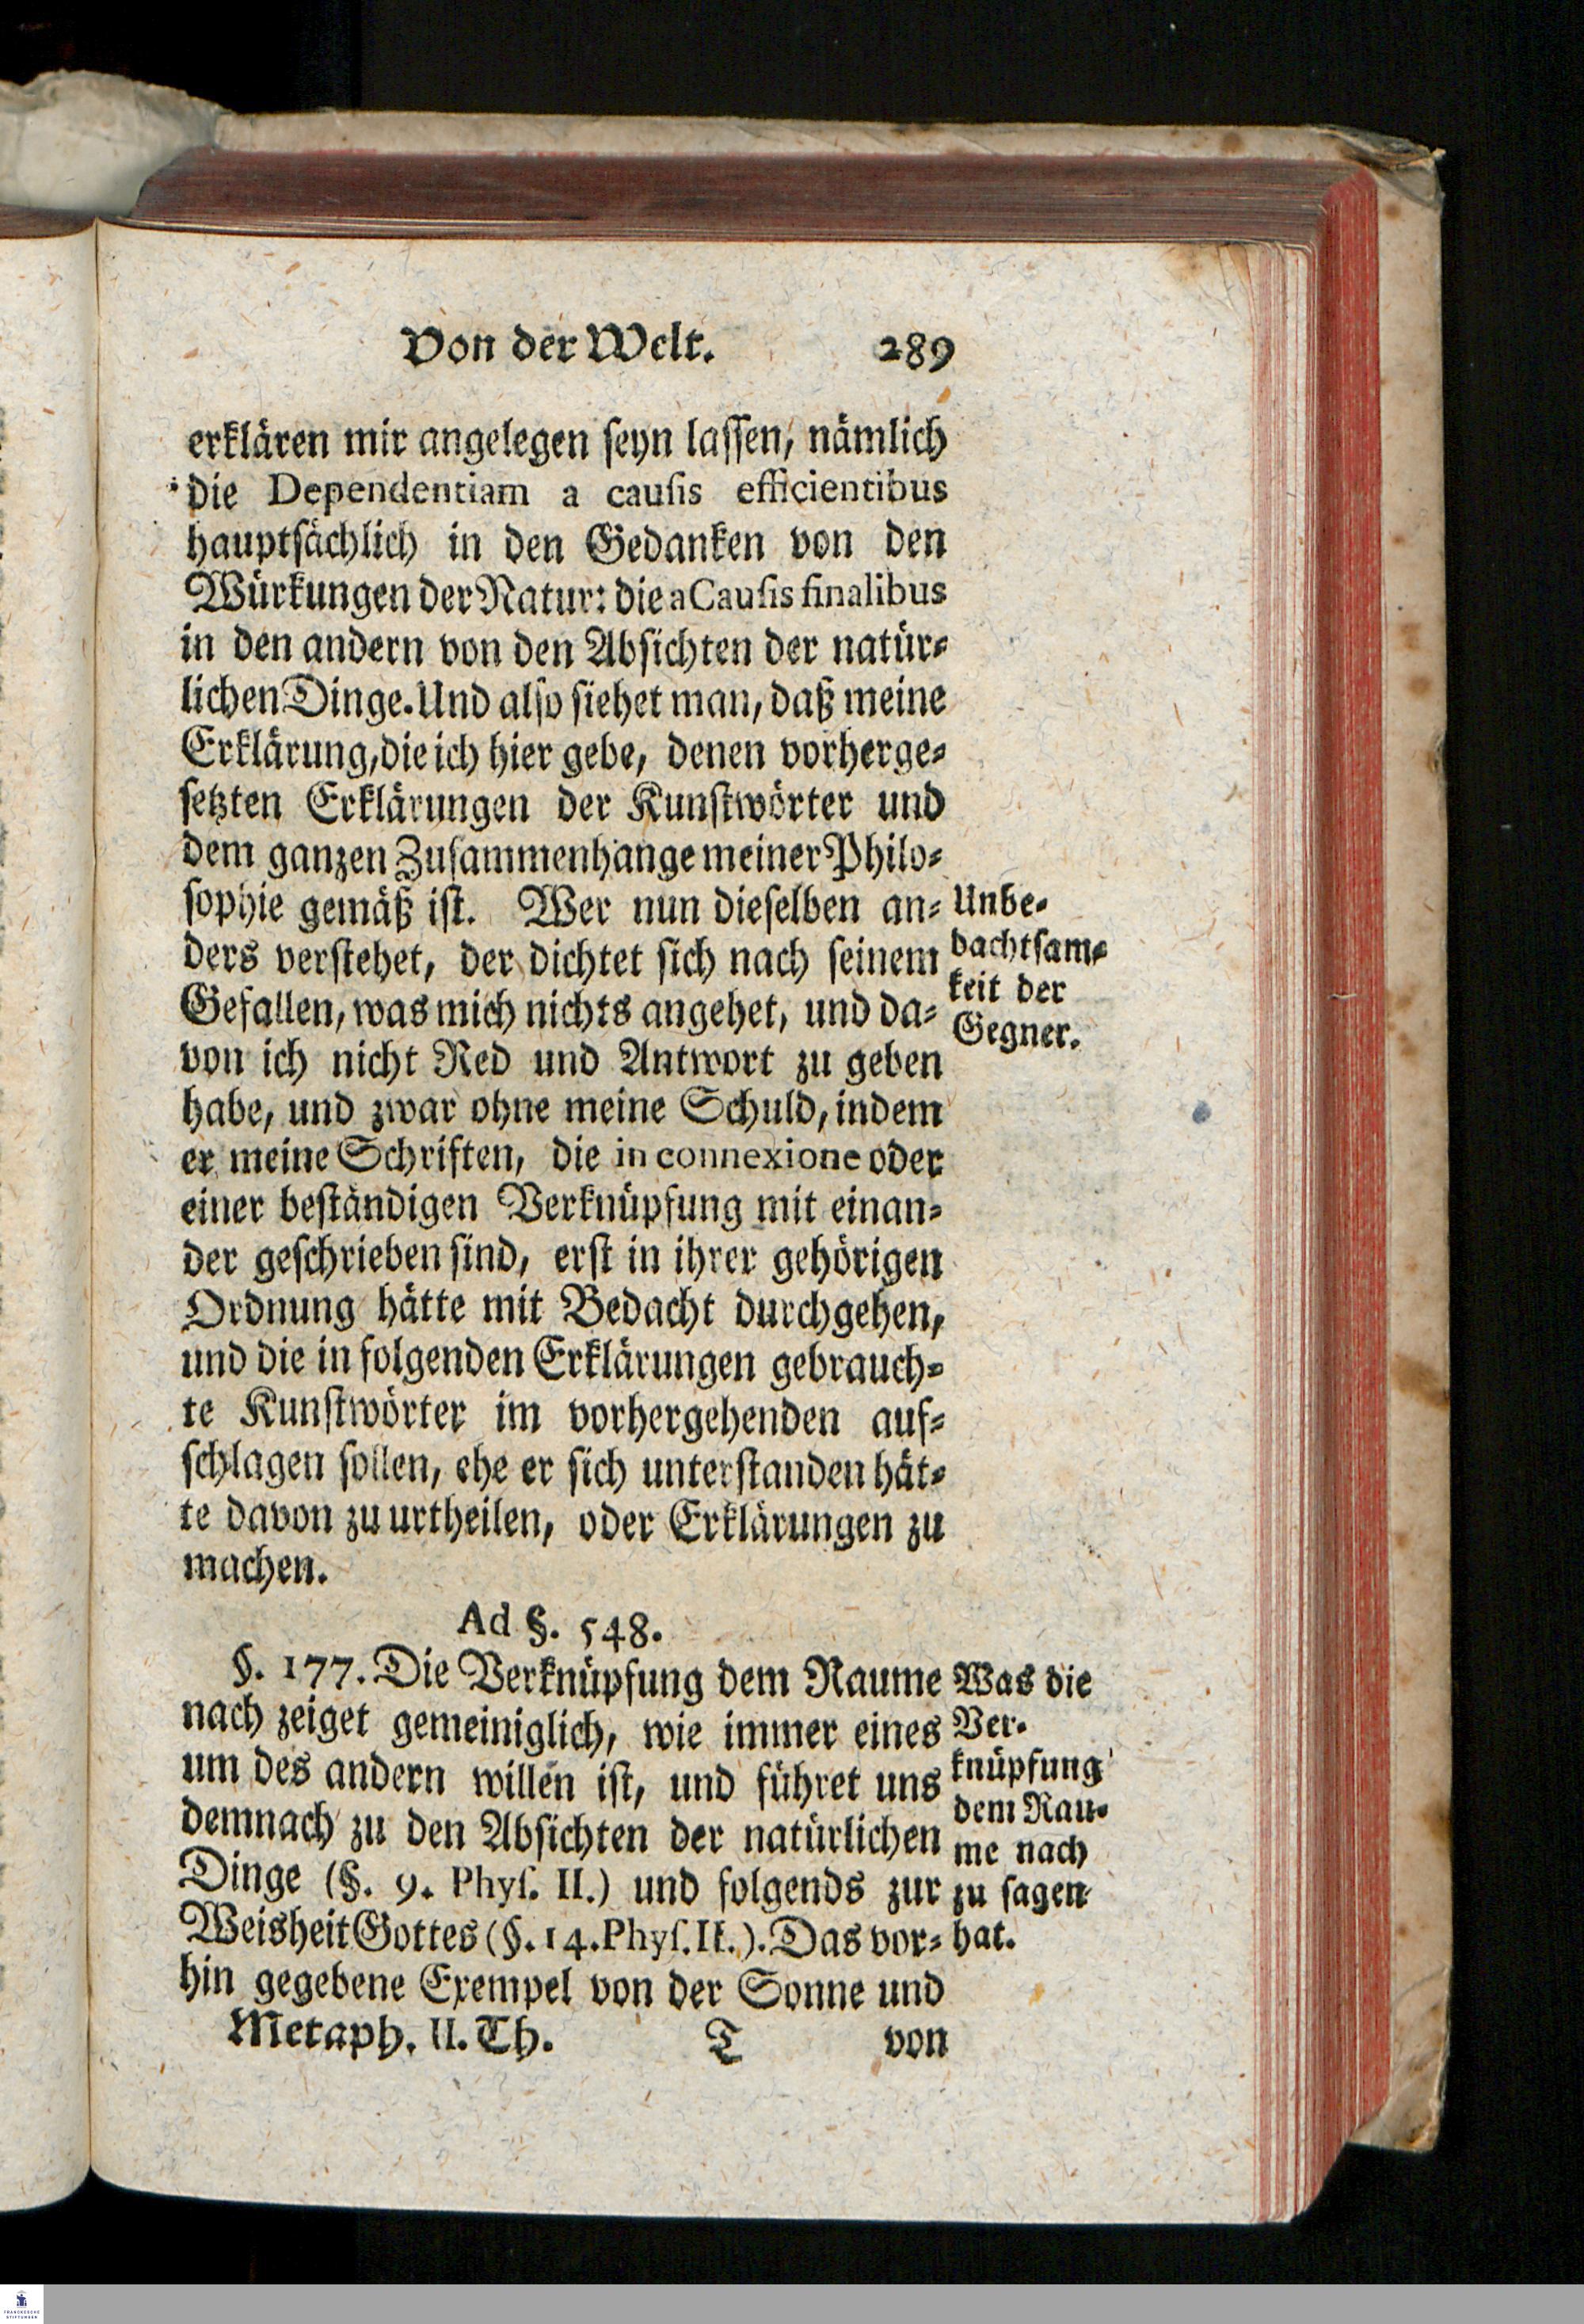 Von der Welt. 289
erklären mir angelegen seyn lassen, nämlich
die Dependentiam a causis efficientibus
hauptsächlich in den Gedanken von den
Würkungen der Natur: die a Causis finalibus
in den andern von den Absichten der natür-
lichen Dinge. Und also siehet man, daß meine
Erklärung, die ich hier gebe, denen vorherge-
setzten Erklärungen der Kunstwörter und
dem ganzen Zusammenhange meiner Philo-
sophie gemäß ist. Wer nun dieselben an-
ders verstehet, der dichtet sich nach seinem
Gefallen, was mich nichts angehet, und da-
von ich nicht Red und Antwort zu geben
habe, und zwar ohne meine Schuld, indem
er meine Schriften, die in connexione oder
einer beständigen Verknüpfung mit einan-
der geschrieben sind, erst in ihrer gehörigen
Ordnung hätte mit Bedacht durchgehen,
und die in folgenden Erklärungen gebrauch-
te Kunstwörter im vorhergehenden auf-
schlagen sollen, ehe er sich unterstanden hät-
te davon zu urtheilen, oder Erklärungen zu
machen.
Unbe-
dachtsam-
keit der
Gegner.
Ad §. 548.
§. 177. Die Verknüpfung dem Raume
nach zeiget gemeiniglich, wie immer eines
um des andern willen ist, und führet uns
demnach zu den Absichten der natürlichen
Dinge (§. 9. Phys. II.) und folgends zur
Weisheit Gottes (§. 14. Phys. II.). Das vor-
hin gegebene Exempel von der Sonne und
Was die
Ver-
knüpfung
dem Rau-
me nach
zu sagen
hat.
Metaph. II. Th. T von
FRANCKESCHE
STIFTUNGEN